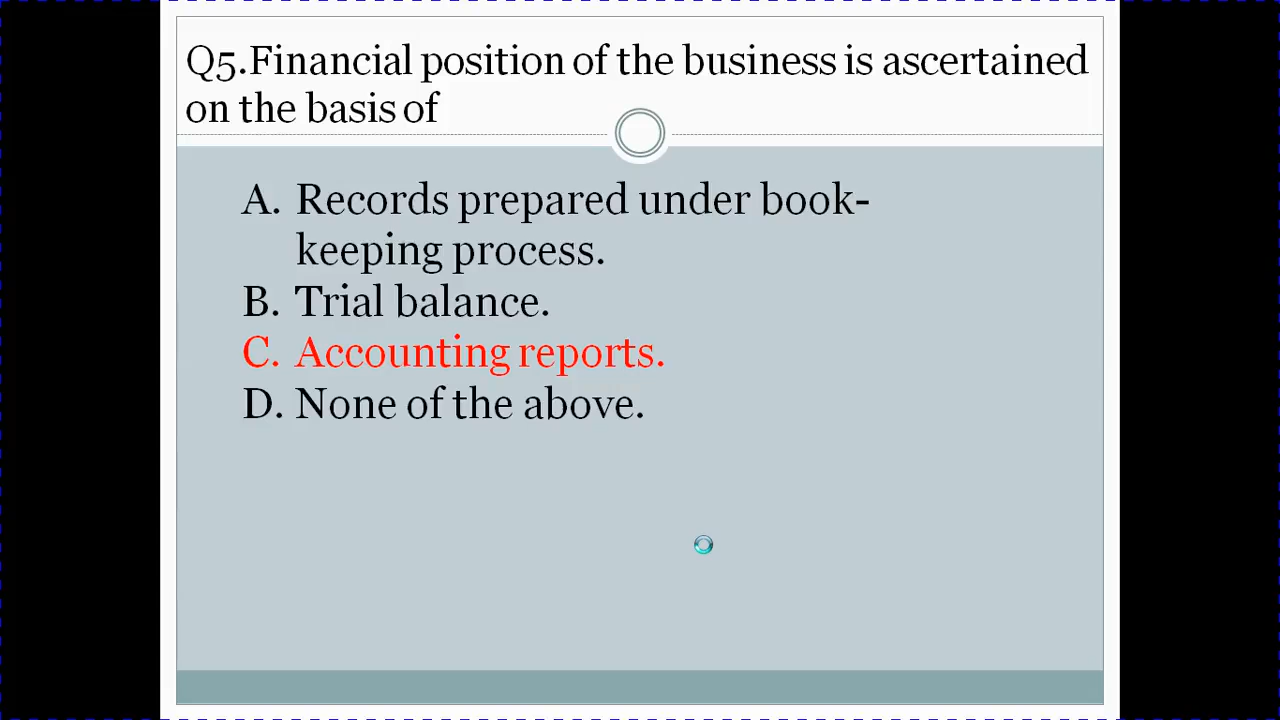 Q5.Financial position of the business is ascertained
on the basis of
A. Records prepared under book-
keeping process.
B. Trial balance.
C. Accounting reports.
D. None of the above.